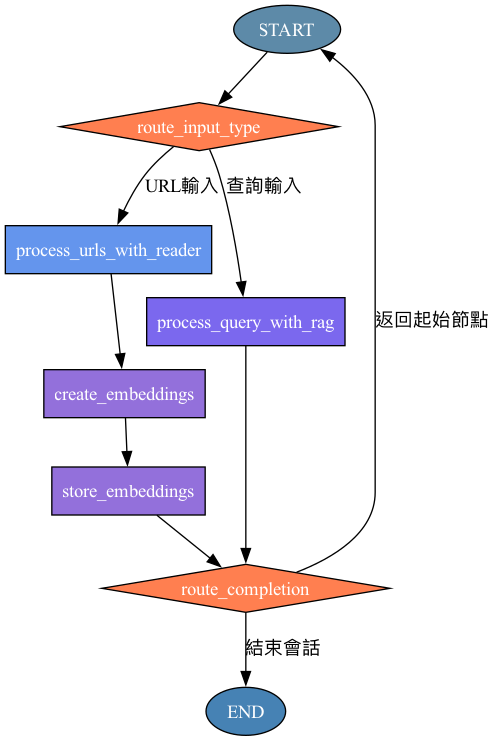 START
route_input_type
URL輸入
查詢輸入
process_urls_with_reader
process_query_with_rag
返回起始節點
create_embeddings
store_embeddings
route_completion
結束會話
END